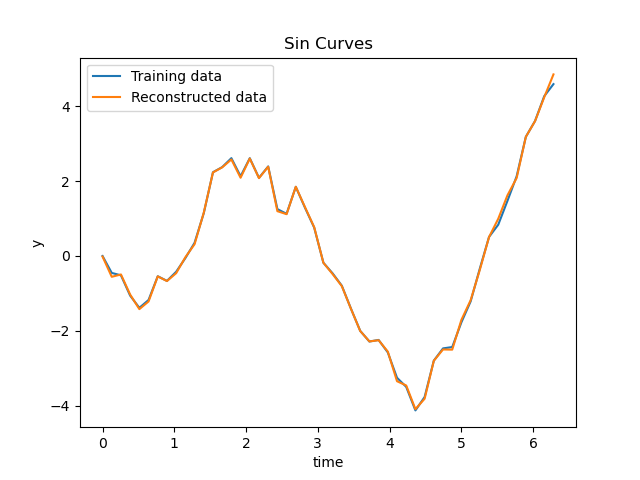 Sin Curves
Training data
Reconstructed data
y
4
2
0
−2
−4
0 1 2 3 4 5 6
time